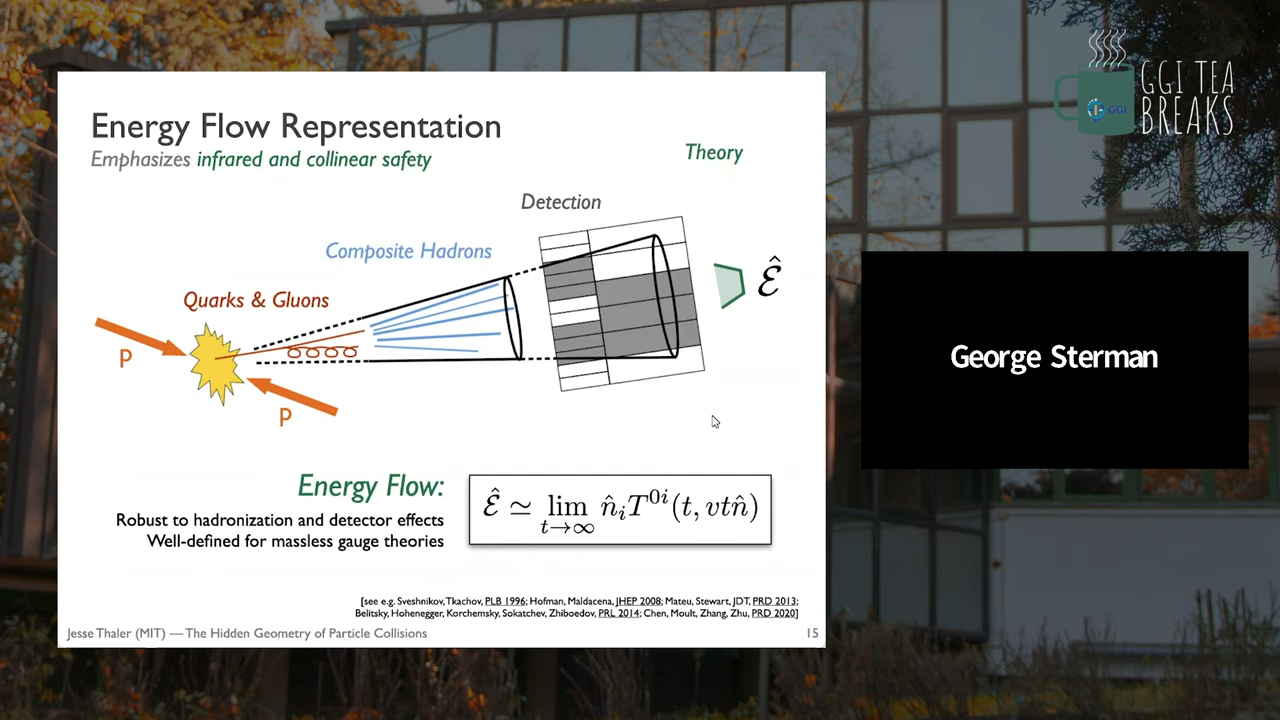 Energy Flow Representation
Emphasizes infrared and collinear safety
Theory
Detection
Composite Hadrons
Quarks & Gluons
p
p
Ê
Energy Flow:
Robust to hadronization and detector effects
Well-defined for massless gauge theories
Ê ≃ lim t→∞ n̂ᵢT⁰ⁱ(t, vtn̂)
[see e.g. Sveshnikov, Tkachov, PLB 1996; Hofman, Maldacena, JHEP 2008; Mateu, Stewart, JDT, PRD 2013;
Belitsky, Hohenegger, Korchemsky, Sokatchev, Zhiboedov, PRL 2014; Chen, Moult, Zhang, Zhu, PRD 2020]
Jesse Thaler (MIT) — The Hidden Geometry of Particle Collisions
15
GGI TEA
BREAKS
GGI
George Sterman